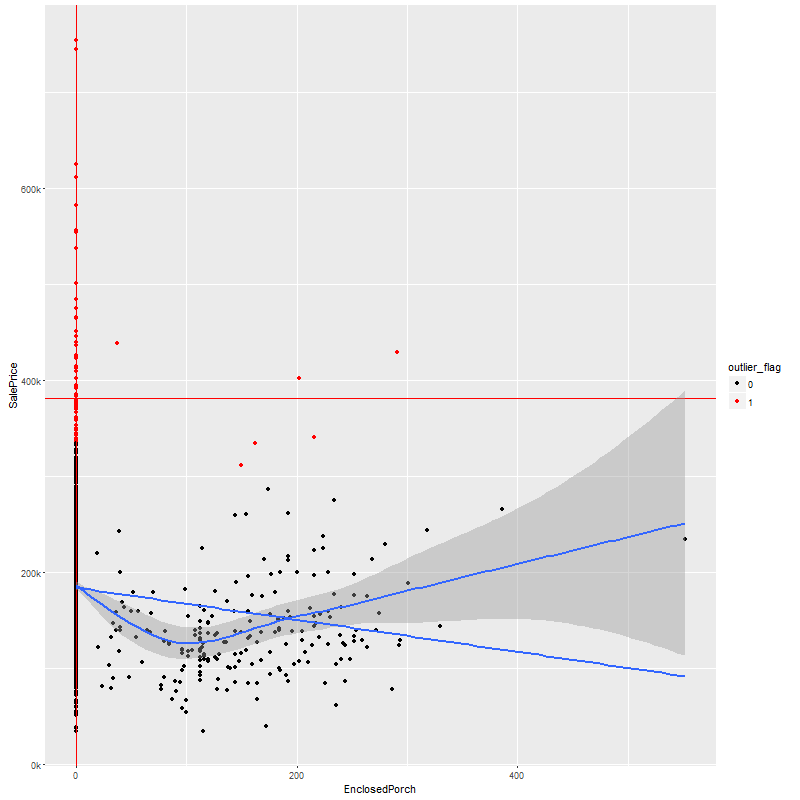 SalePrice
600k
400k
200k
0k
0
200
400
EnclosedPorch
outlier_flag
0
1